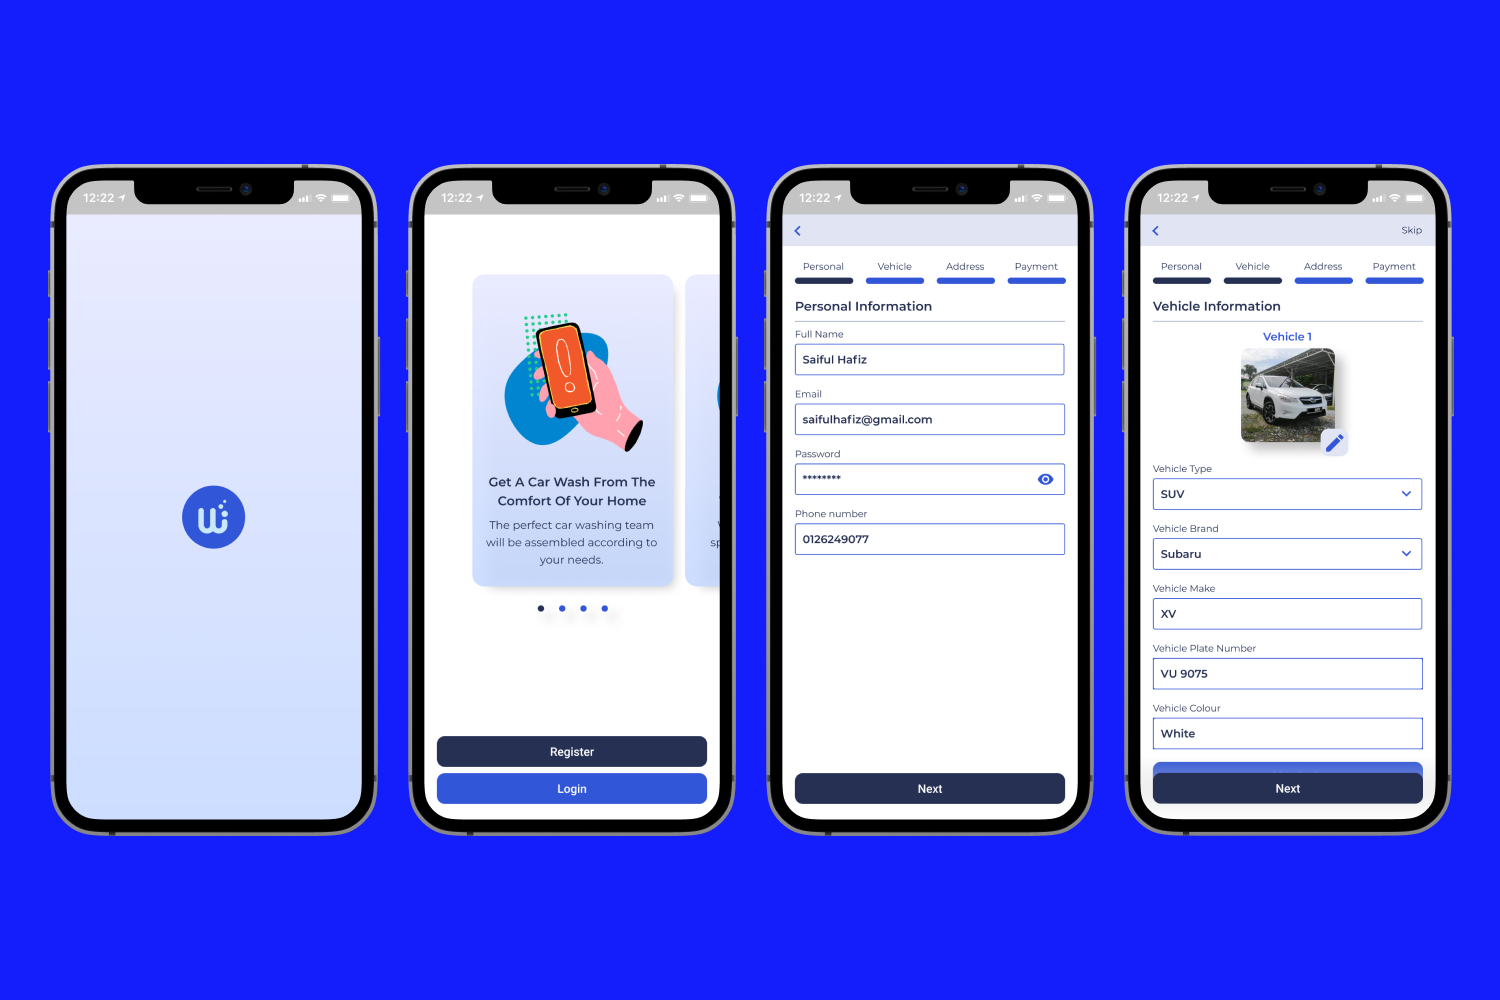 12:22
w
12:22
Get A Car Wash From The
Comfort Of Your Home
The perfect car washing team
will be assembled according to
your needs.
Register
Login
12:22
Personal
Vehicle
Address
Payment
Personal Information
Full Name
Saiful Hafiz
Email
saifulhafiz@gmail.com
Password
********
Phone number
0126249077
Next
12:22
Skip
Personal
Vehicle
Address
Payment
Vehicle Information
Vehicle 1
Vehicle Type
SUV
Vehicle Brand
Subaru
Vehicle Make
XV
Vehicle Plate Number
VU 9075
Vehicle Colour
White
Next